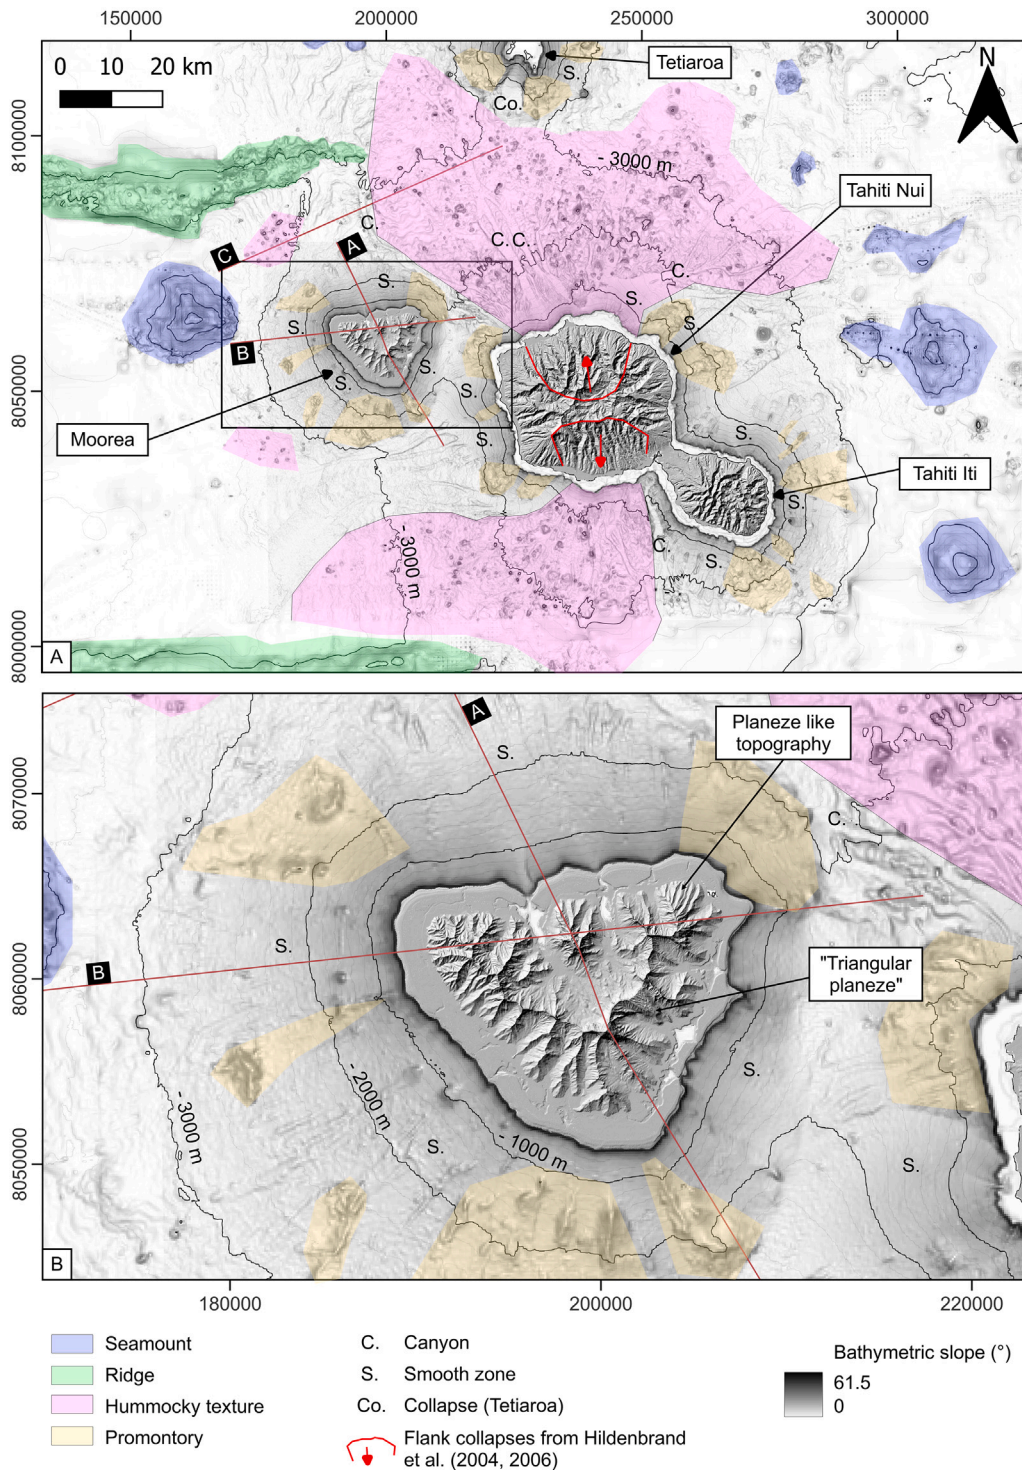 150000
200000
250000
300000
0 10 20 km
Tetiaroa
S.
Co.
N
8100000
- 3000 m
Tahiti Nui
C.
C
A
C. C.
C.
S.
S.
S.
S.
B
S.
S.
S.
8050000
Moorea
S.
S.
Tahiti Iti
S.
- 3000 m
C.
S.
8000000
A
A
Planeze like
topography
S.
8070000
C.
S.
B
"Triangular
planeze"
8060000
S.
- 3000 m
- 2000 m
- 1000 m
S.
S.
8050000
B
180000
200000
220000
Seamount
Ridge
Hummocky texture
Promontory
C. Canyon
S. Smooth zone
Co. Collapse (Tetiaroa)
Flank collapses from Hildenbrand
et al. (2004, 2006)
Bathymetric slope (°)
61.5
0